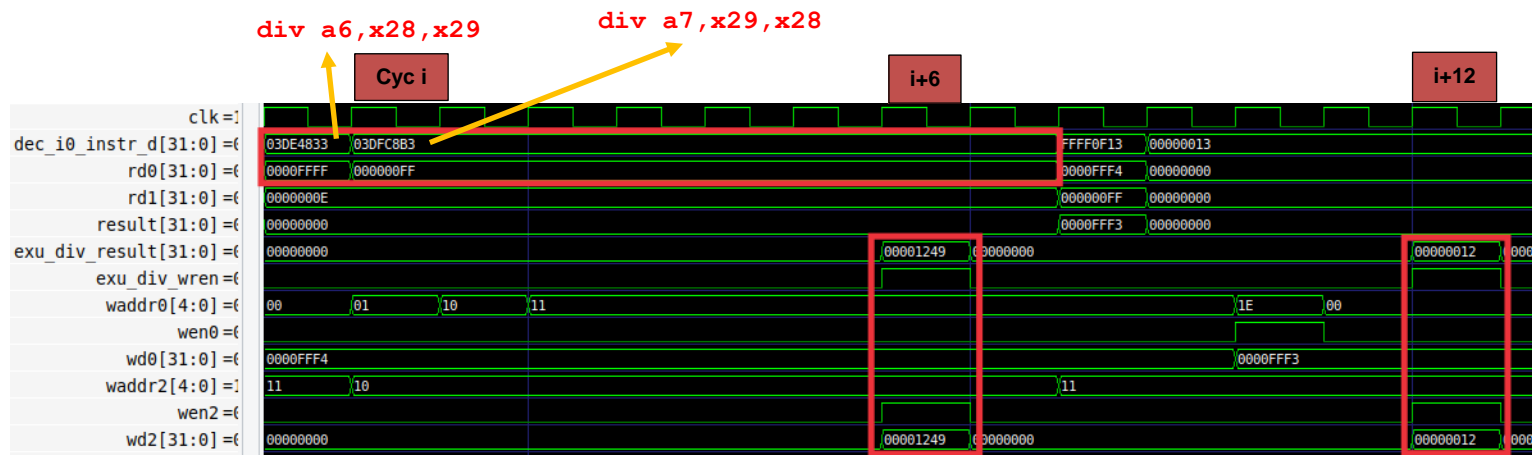 div a6,x28,x29
div a7,x29,x28
Cyc i
i+6
i+12
clk=1
dec_i0_instr_d[31:0]=0 03DE4833 03DFC8B3 FFFF0F13 00000013
rd0[31:0]=0 0000FFFF 000000FF 0000FFF4 00000000
rd1[31:0]=0 0000000E 000000FF 00000000
result[31:0]=0 00000000 0000FFF3 00000000
exu_div_result[31:0]=0 00000000 00001249 00000000 00000012 0000
exu_div_wren=0
waddr0[4:0]=0 00 01 10 11 1E 00
wen0=0
wd0[31:0]=0 0000FFF4 0000FFF3
waddr2[4:0]=1 11 10 11
wen2=0
wd2[31:0]=0 00000000 00001249 00000000 00000012 0000